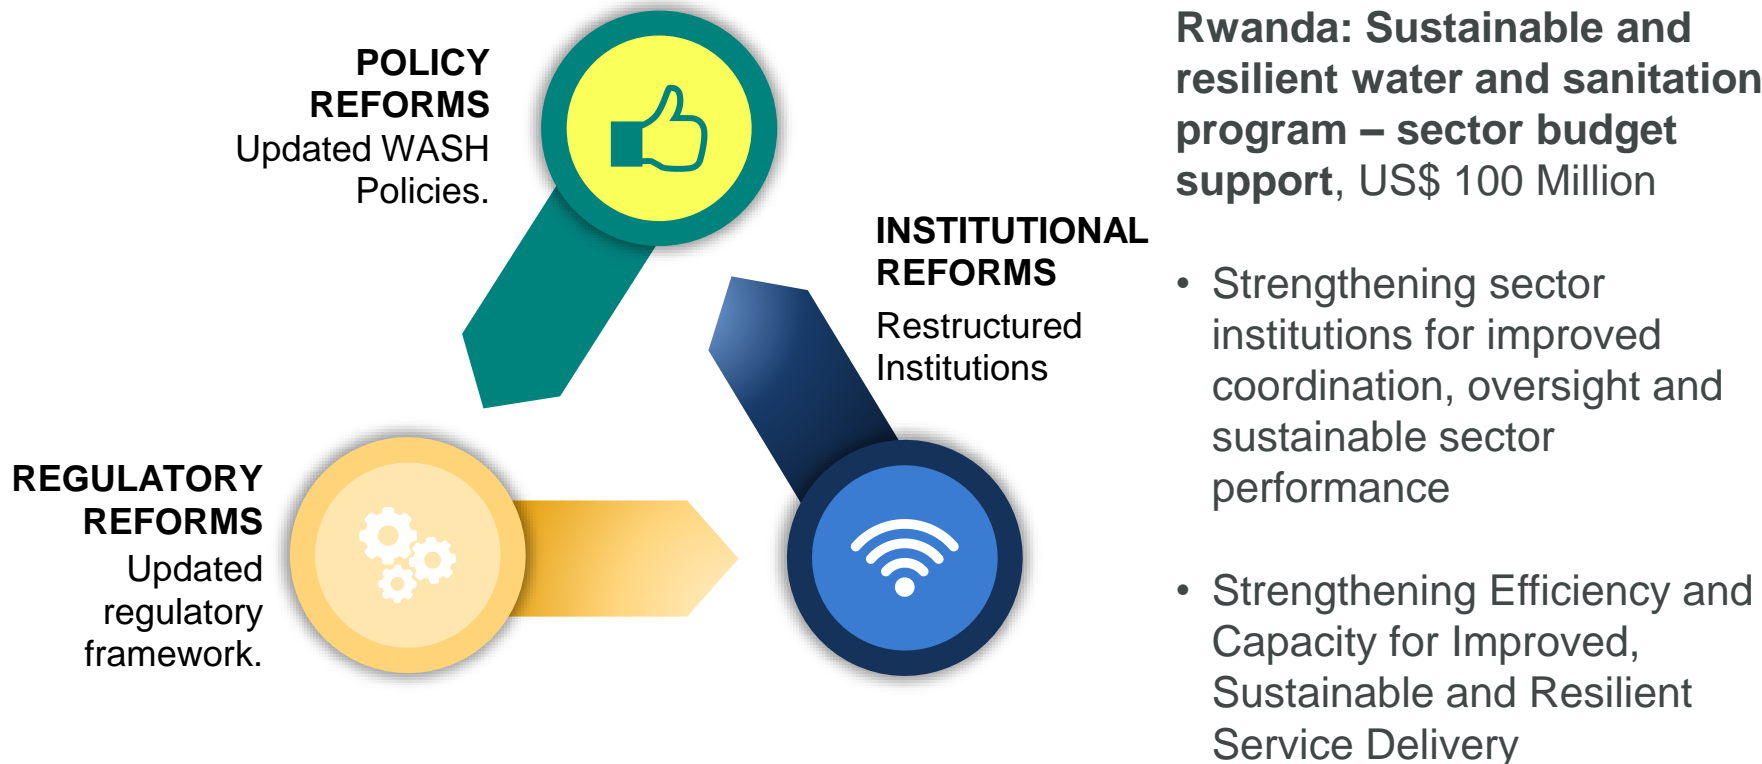 POLICY
REFORMS
Updated WASH
Policies.
INSTITUTIONAL
REFORMS
Restructured
Institutions
REGULATORY
REFORMS
Updated
regulatory
framework.
Rwanda: Sustainable and
resilient water and sanitation
program – sector budget
support, US$ 100 Million
• Strengthening sector
institutions for improved
coordination, oversight and
sustainable sector
performance
• Strengthening Efficiency and
Capacity for Improved,
Sustainable and Resilient
Service Delivery